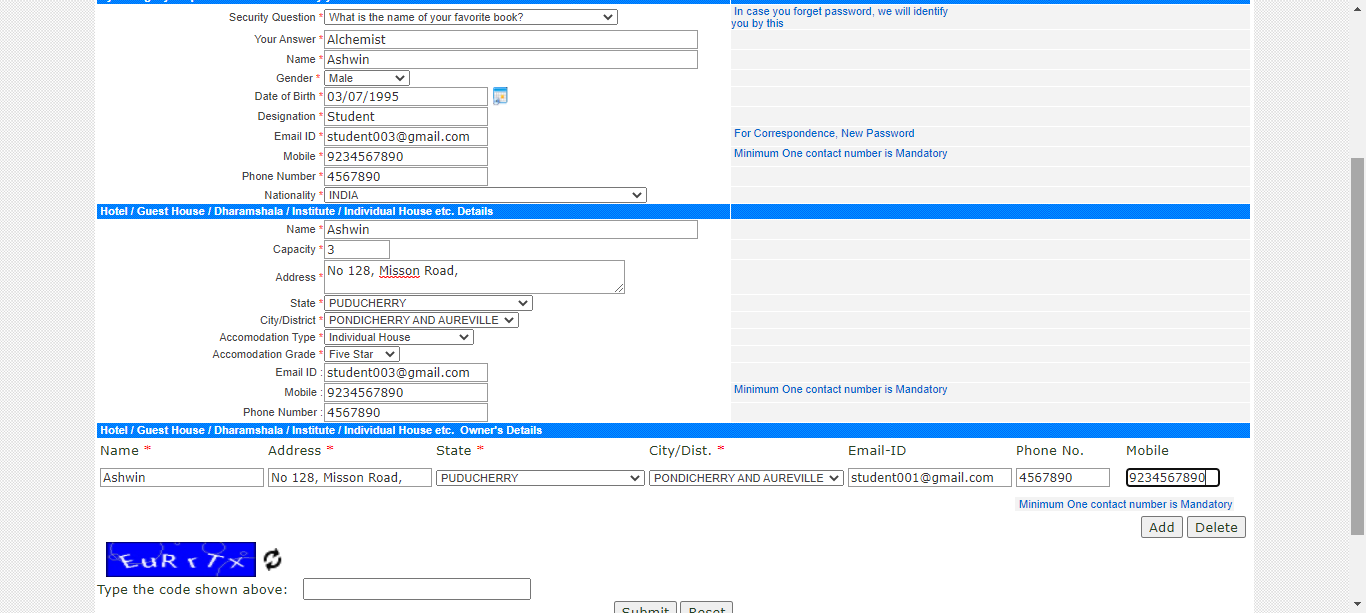 Security Question * What is the name of your favorite book? In case you forget password, we will identify
you by this
Your Answer * Alchemist
Name * Ashwin
Gender * Male
Date of Birth * 03/07/1995
Designation * Student
Email ID * student003@gmail.com For Correspondence, New Password
Mobile * 9234567890 Minimum One contact number is Mandatory
Phone Number * 4567890
Nationality * INDIA
Hotel / Guest House / Dharamshala / Institute / Individual House etc. Details
Name * Ashwin
Capacity * 3
Address * No 128, Misson Road,
State * PUDUCHERRY
City/District * PONDICHERRY AND AUREVILLE
Accomodation Type * Individual House
Accomodation Grade * Five Star
Email ID : student003@gmail.com
Mobile : 9234567890 Minimum One contact number is Mandatory
Phone Number : 4567890
Hotel / Guest House / Dharamshala / Institute / Individual House etc. Owner's Details
Name * Address * State * City/Dist. * Email-ID Phone No. Mobile
Ashwin No 128, Misson Road, PUDUCHERRY PONDICHERRY AND AUREVILLE student001@gmail.com 4567890 9234567890
Minimum One contact number is Mandatory
Add Delete
EuRrTx
Type the code shown above:
Submit Reset